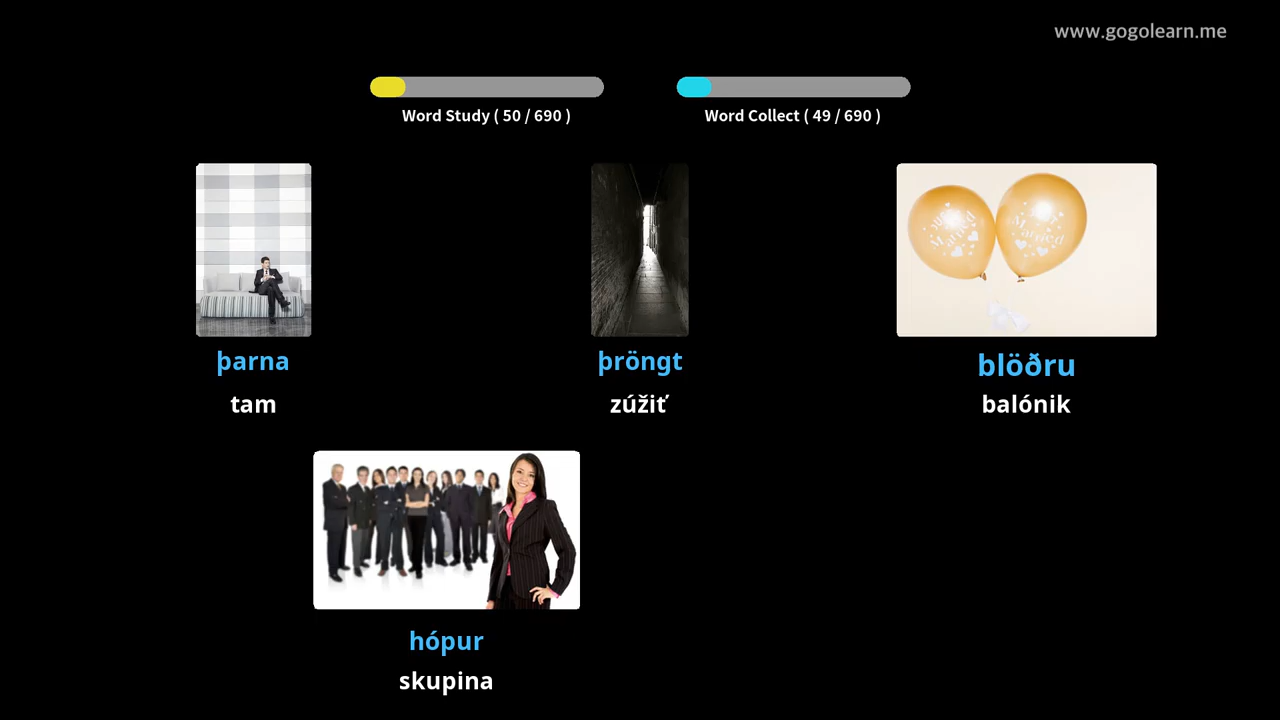 www.gogolearn.me
Word Study ( 50 / 690 )
Word Collect ( 49 / 690 )
þarna
tam
þröngt
zúžiť
blöðru
balónik
hópur
skupina